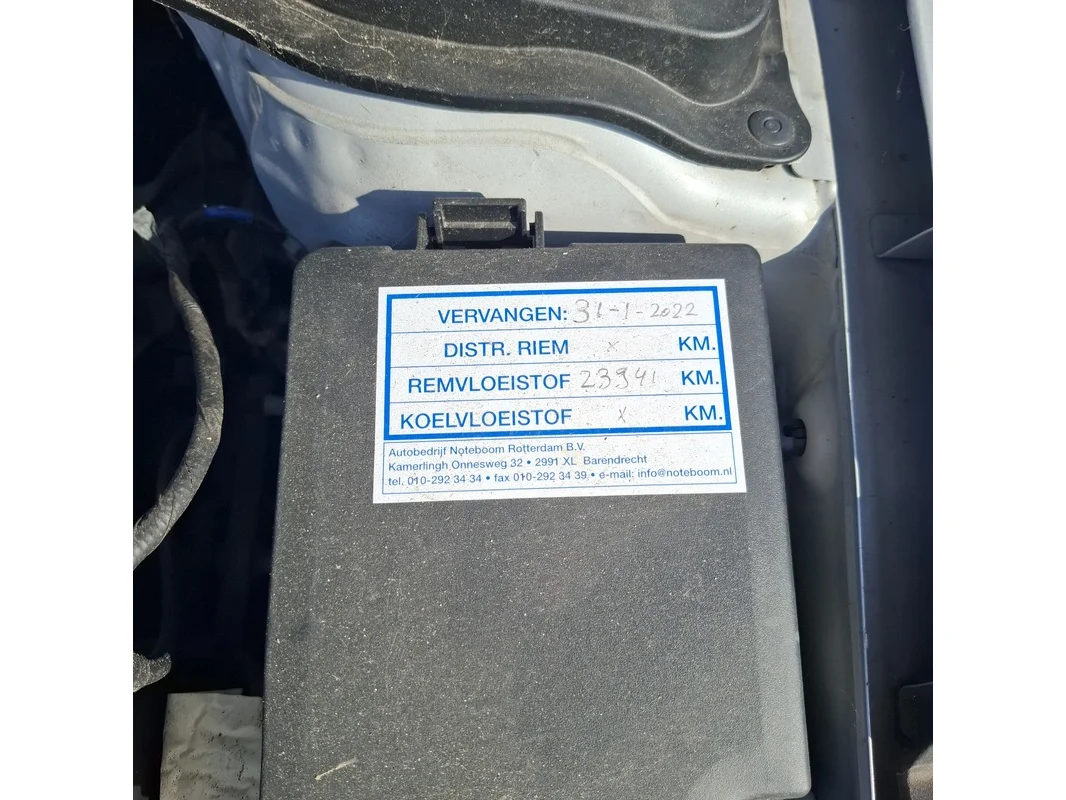 VERVANGEN: 31-1-2022
DISTR. RIEM x KM.
REMVLOEISTOF 23941 KM.
KOELVLOEISTOF x KM.
Autobedrijf Noteboom Rotterdam B.V.
Kamerlingh Onnesweg 32 • 2991 XL Barendrecht
tel. 010-292 34 34 • fax 010-292 34 39 • e-mail: info@noteboom.nl